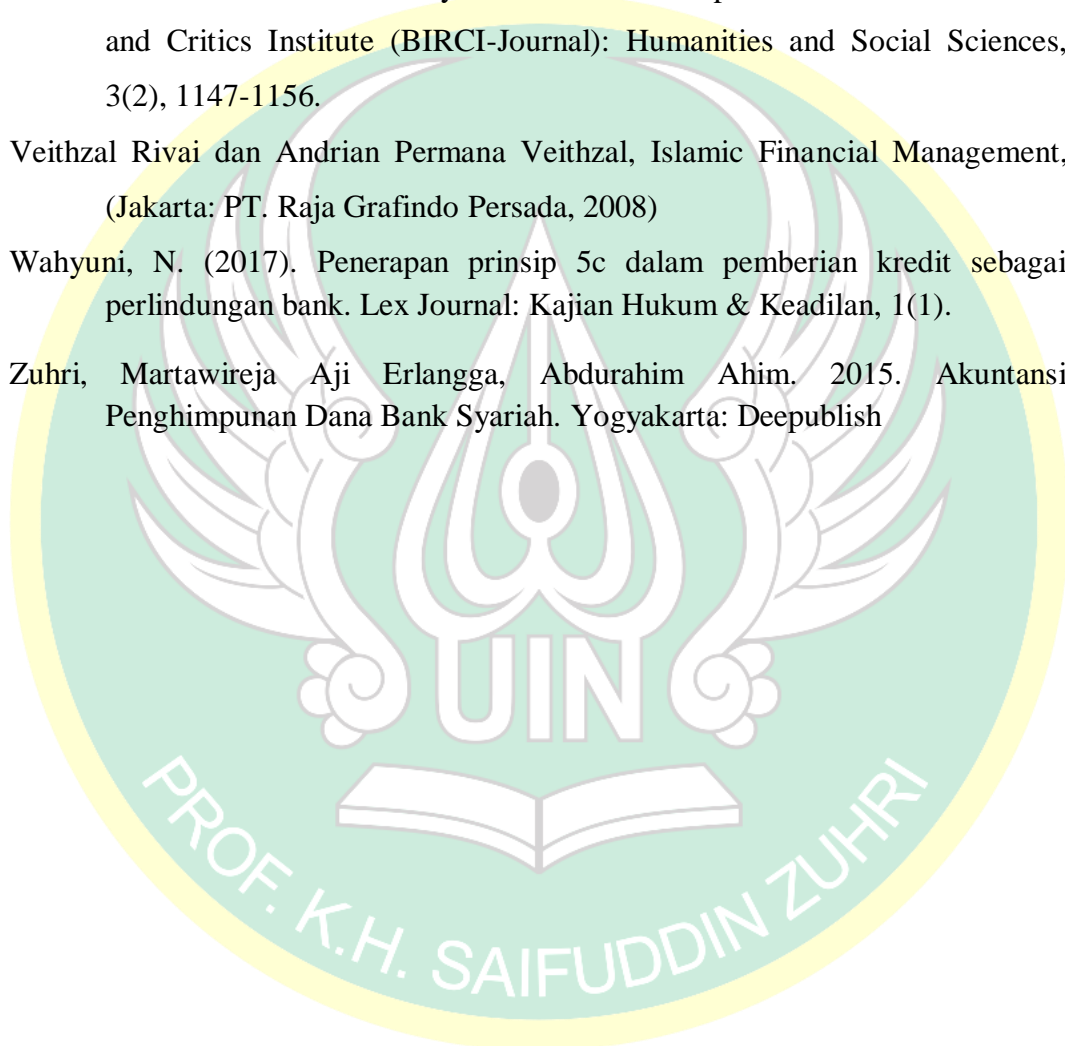 and Critics Institute (BIRCI-Journal): Humanities and Social Sciences,
3(2), 1147-1156.
Veithzal Rivai dan Andrian Permana Veithzal, Islamic Financial Management,
(Jakarta: PT. Raja Grafindo Persada, 2008)
Wahyuni, N. (2017). Penerapan prinsip 5c dalam pemberian kredit sebagai
perlindungan bank. Lex Journal: Kajian Hukum & Keadilan, 1(1).
Zuhri, Martawireja Aji Erlangga, Abdurahim Ahim. 2015. Akuntansi
Penghimpunan Dana Bank Syariah. Yogyakarta: Deepublish
UIN
PROF. K.H. SAIFUDDIN ZUHRI